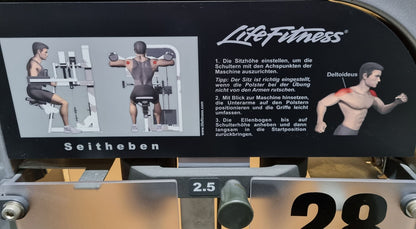 LifeFitness
1. Die Sitzhöhe einstellen, um die
Schultern mit den Achspunkten der
Maschine auszurichten.
Tipp: Der Sitz ist richtig eingestellt,
wenn die Polster bei der Übung
nicht von den Armen rutschen.
2. Mit Blick zur Maschine hinsetzen,
die Unterarme auf den Polstern
positionieren und die Griffe leicht
umfassen.
3. Die Ellenbogen bis auf
Schulterhöhe anheben und dann
langsam in die Startposition
zurückbringen.
Deltoideus
Seitheben
2.5
28